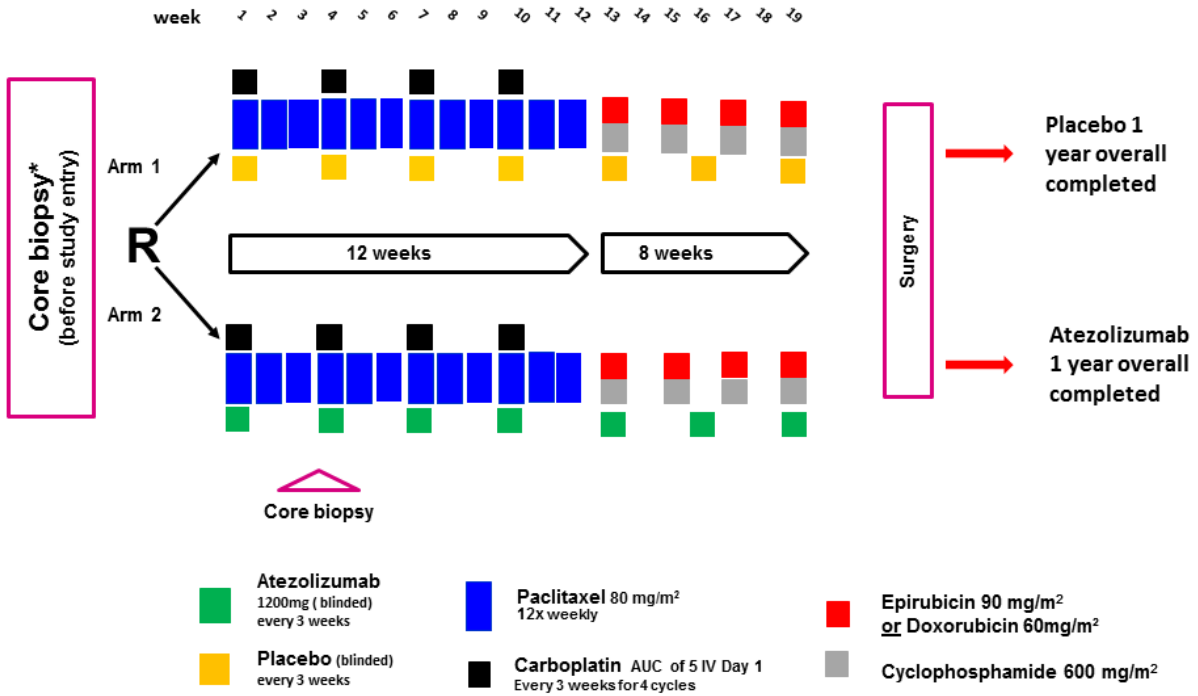 week 1 2 3 4 5 6 7 8 9 10 11 12 13 14 15 16 17 18 19
Core biopsy*
(before study entry)
Arm 1
R
Arm 2
12 weeks
8 weeks
Surgery
Placebo 1
year overall
completed
Atezolizumab
1 year overall
completed
Core biopsy
Atezolizumab
1200mg ( blinded)
every 3 weeks
Placebo (blinded)
every 3 weeks
Paclitaxel 80 mg/m²
12x weekly
Carboplatin AUC of 5 IV Day 1
Every 3 weeks for 4 cycles
Epirubicin 90 mg/m²
or Doxorubicin 60mg/m²
Cyclophosphamide 600 mg/m²